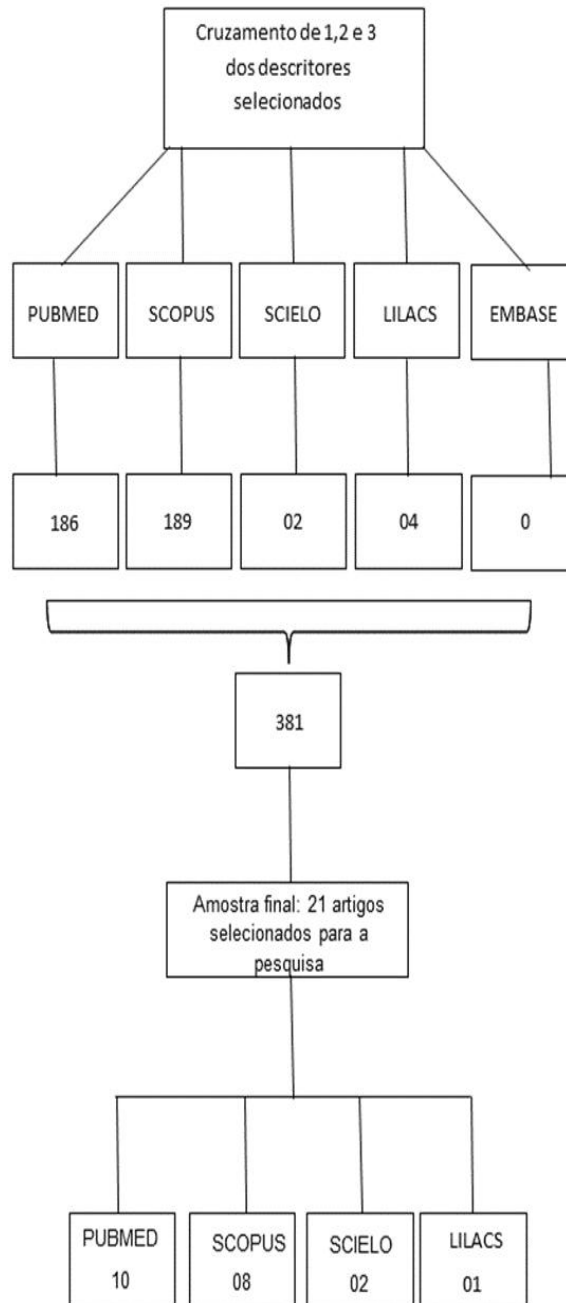 Cruzamento de 1,2 e 3
dos descritores
selecionados
PUBMED
SCOPUS
SCIELO
LILACS
EMBASE
186
189
02
04
0
381
Amostra final: 21 artigos
selecionados para a
pesquisa
PUBMED
10
SCOPUS
08
SCIELO
02
LILACS
01